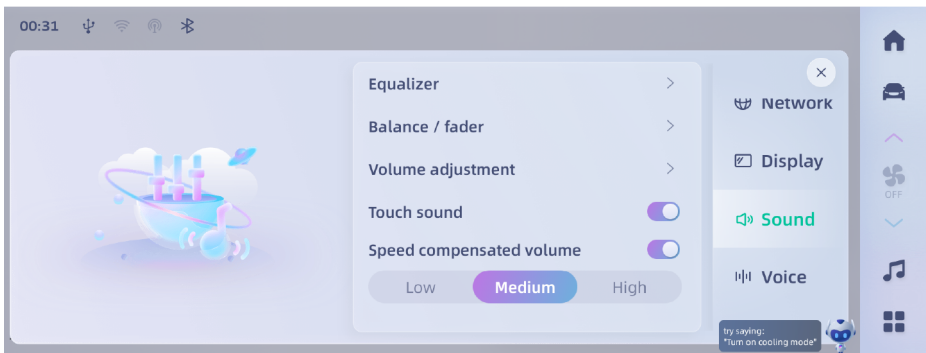 00:31
Equalizer
Balance / fader
Volume adjustment
Touch sound
Speed compensated volume
Low Medium High
Network
Display
Sound
Voice
try saying:
"Turn on cooling mode"
OFF